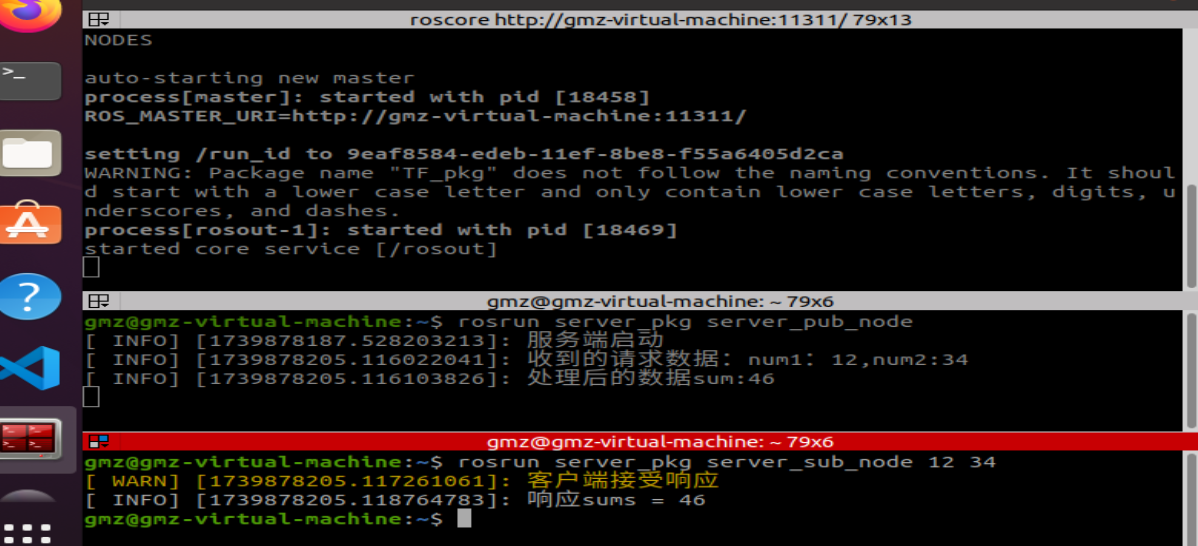 roscore http://gmz-virtual-machine:11311/ 79x13
NODES
auto-starting new master
process[master]: started with pid [18458]
ROS_MASTER_URI=http://gmz-virtual-machine:11311/
setting /run_id to 9eaf8584-edeb-11ef-8be8-f55a6405d2ca
WARNING: Package name "TF_pkg" does not follow the naming conventions. It shoul
d start with a lower case letter and only contain lower case letters, digits, u
nderscores, and dashes.
process[rosout-1]: started with pid [18469]
started core service [/rosout]
gmz@gmz-virtual-machine: ~ 79x6
gmz@gmz-virtual-machine:~$ rosrun server_pkg server_pub_node
[ INFO] [1739878187.528203213]: 服务端启动
[ INFO] [1739878205.116022041]: 收到的请求数据：num1：12,num2:34
[ INFO] [1739878205.116103826]: 处理后的数据sum:46
gmz@gmz-virtual-machine: ~ 79x6
gmz@gmz-virtual-machine:~$ rosrun server_pkg server_sub_node 12 34
[ WARN] [1739878205.117261061]: 客户端接受响应
[ INFO] [1739878205.118764783]: 响应sums = 46
gmz@gmz-virtual-machine:~$